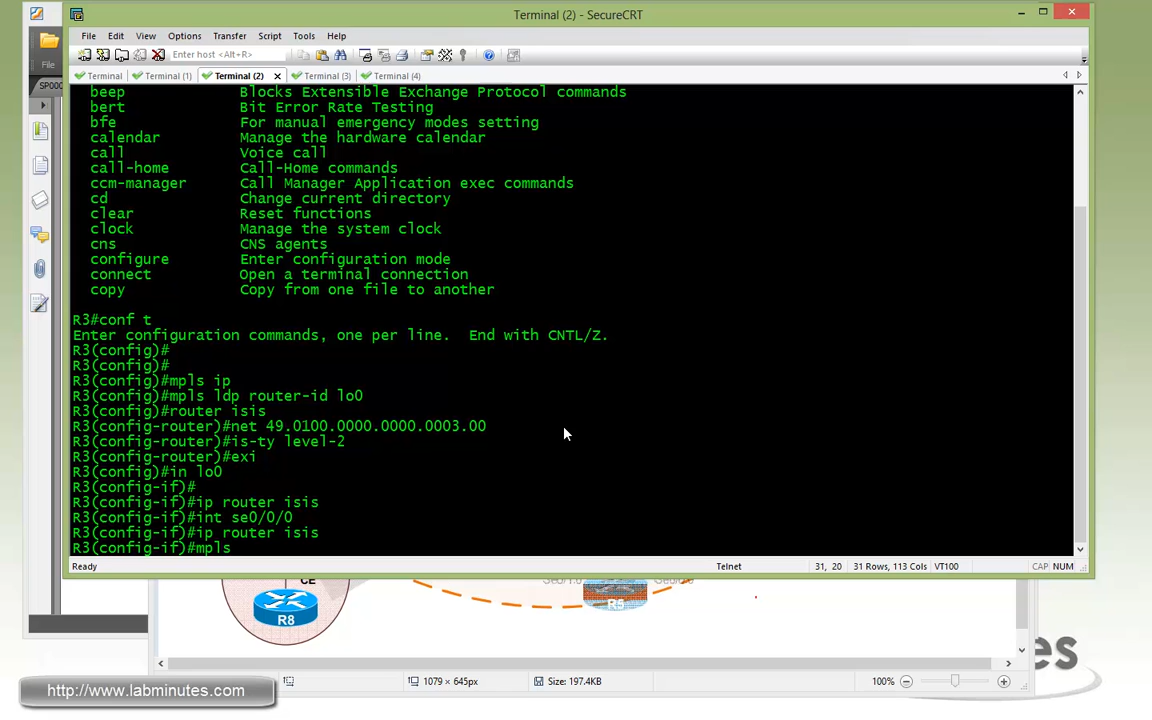 Terminal (2) - SecureCRT
File Edit View Options Transfer Script Tools Help
Enter host <Alt+R>
File
Terminal Terminal (1) Terminal (2) Terminal (3) Terminal (4)
SP000
beep Blocks Extensible Exchange Protocol commands
bert Bit Error Rate Testing
bfe For manual emergency modes setting
calendar Manage the hardware calendar
call Voice call
call-home Call-Home commands
ccm-manager Call Manager Application exec commands
cd Change current directory
clear Reset functions
clock Manage the system clock
cns CNS agents
configure Enter configuration mode
connect Open a terminal connection
copy Copy from one file to another
R3#conf t
Enter configuration commands, one per line. End with CNTL/Z.
R3(config)#
R3(config)#
R3(config)#mpls ip
R3(config)#mpls ldp router-id lo0
R3(config)#router isis
R3(config-router)#net 49.0100.0000.0000.0003.00
R3(config-router)#is-ty level-2
R3(config-router)#exi
R3(config)#in lo0
R3(config-if)#
R3(config-if)#ip router isis
R3(config-if)#int se0/0/0
R3(config-if)#ip router isis
R3(config-if)#mpls
Ready Telnet 31, 20 31 Rows, 113 Cols VT100 CAP NUM
CE
R8
es
1079 × 645px Size: 197.4KB 100%
http://www.labminutes.com